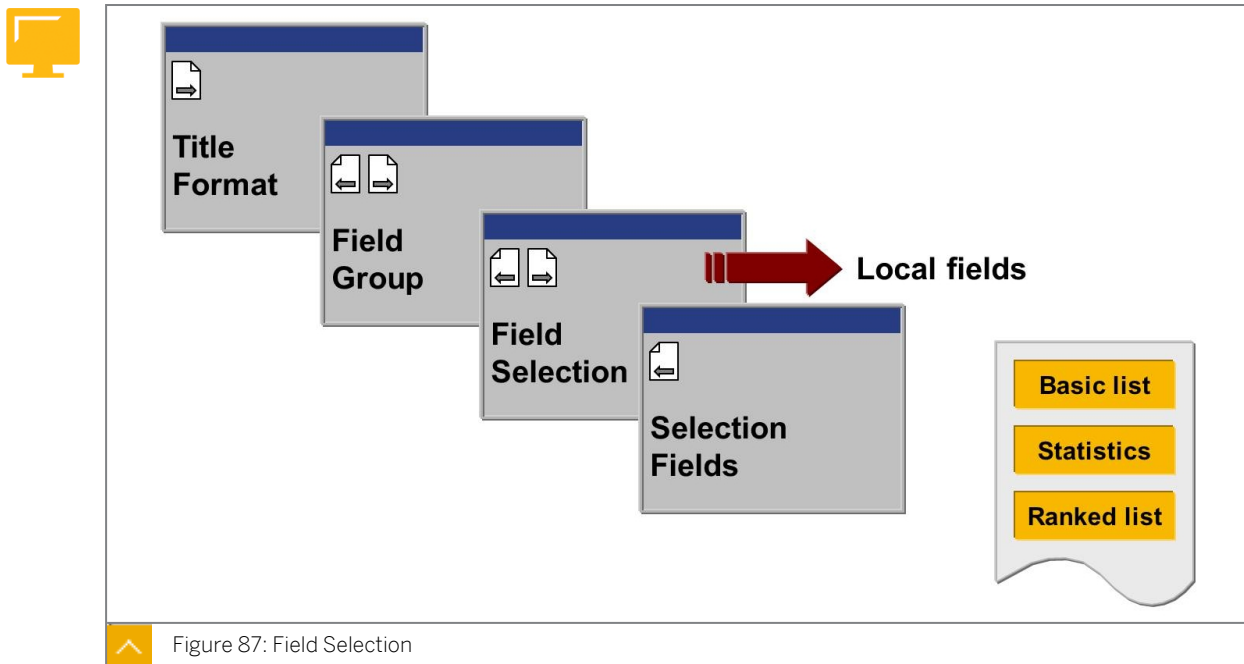 Title
Format
Field
Group
Field
Selection
Local fields
Selection
Fields
Basic list
Statistics
Ranked list
Figure 87: Field Selection